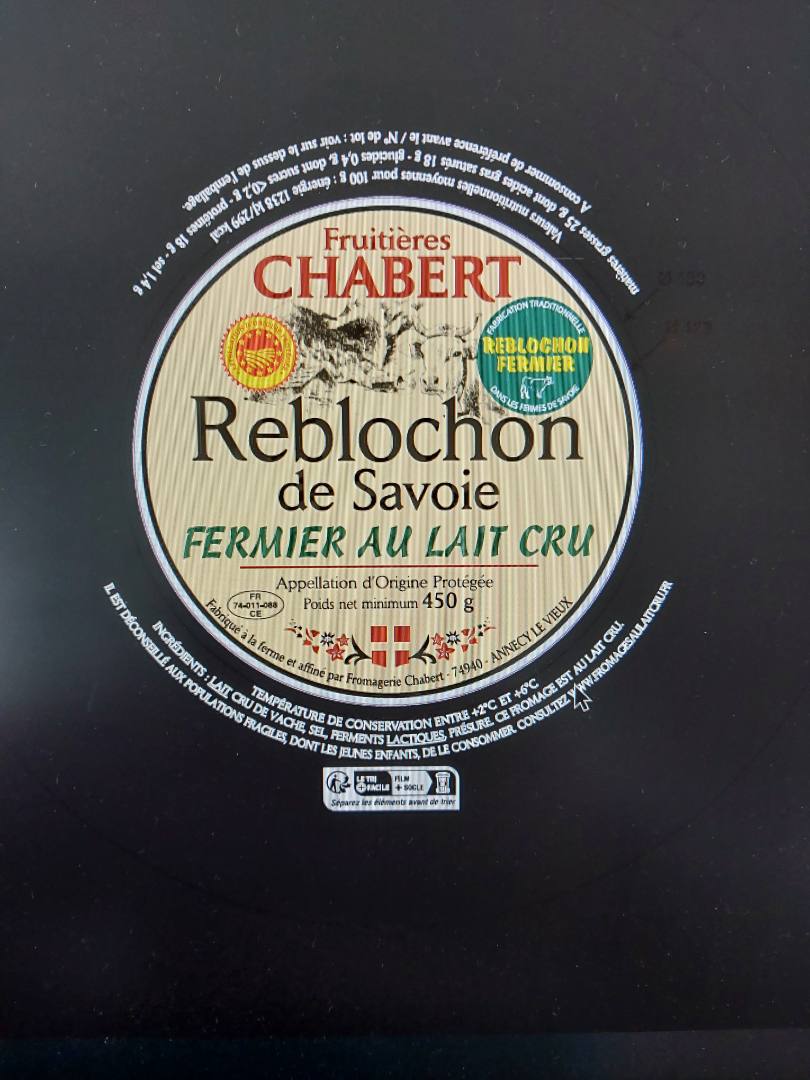 Valeurs nutritionnelles moyennes pour 100 g : énergie 1238 kJ/299 kcal
matières grasses 25 g, dont acides gras saturés 18 g - glucides 0,4 g, dont sucres <0,2 g - protéines 18 g - sel 1,4 g
A consommer de préférence avant le / N° de lot : voir sur le dessus de l'emballage.
Fruitières
CHABERT
FABRICATION TRADITIONNELLE
REBLOCHON
FERMIER
DANS LES FERMES DE SAVOIE
Reblochon
de Savoie
FERMIER AU LAIT CRU
Appellation d'Origine Protégée
Poids net minimum 450 g
FR
74-011-088
CE
Fabriqué à la ferme et affiné par Fromagerie Chabert - 74940 - ANNECY LE VIEUX
TEMPÉRATURE DE CONSERVATION ENTRE +2°C ET +6°C
INGRÉDIENTS : LAIT CRU DE VACHE, SEL, FERMENTS LACTIQUES, PRÉSURE. CE FROMAGE EST AU LAIT CRU.
IL EST DÉCONSEILLÉ AUX POPULATIONS FRAGILES, DONT LES JEUNES ENFANTS, DE LE CONSOMMER. CONSULTEZ WWW.FROMAGESAULAITCRU.FR
LE TRI
+ FACILE
FILM
+ SOCLE
Séparez les éléments avant de trier